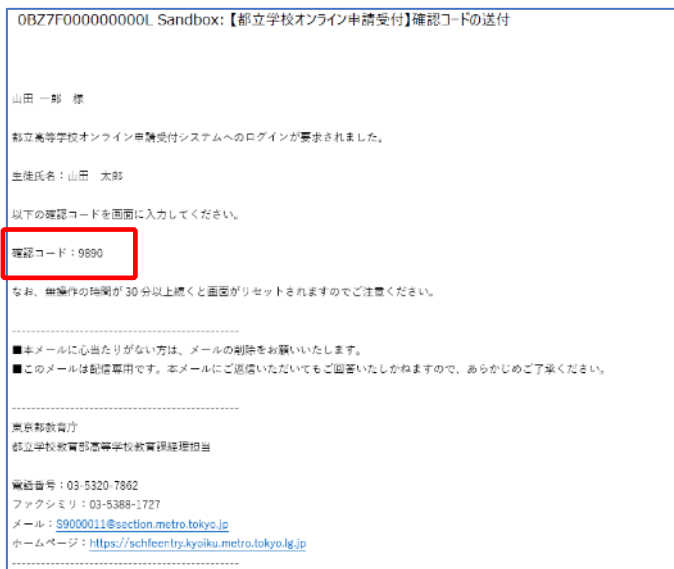 0BZ7F000000000L Sandbox: 【都立学校オンライン申請受付】確認コードの送付
山田 一郎　様
都立高等学校オンライン申請受付システムへのログインが要求されました。
生徒氏名：山田　太郎
以下の確認コードを画面に入力してください。
確認コード：9890
なお、無操作の時間が 30 分以上続くと画面がリセットされますのでご注意ください。
----------------------------------------------
■本メールに心当たりがない方は、メールの削除をお願いいたします。
■このメールは配信専用です。本メールにご返信いただいてもご回答いたしかねますので、あらかじめご了承ください。
----------------------------------------------
東京都教育庁
都立学校教育部高等学校教育課経理担当
電話番号：03-5320-7862
ファクシミリ：03-5388-1727
メール：S9000011@section.metro.tokyo.jp
ホームページ：https://schfeentry.kyoiku.metro.tokyo.lg.jp
----------------------------------------------